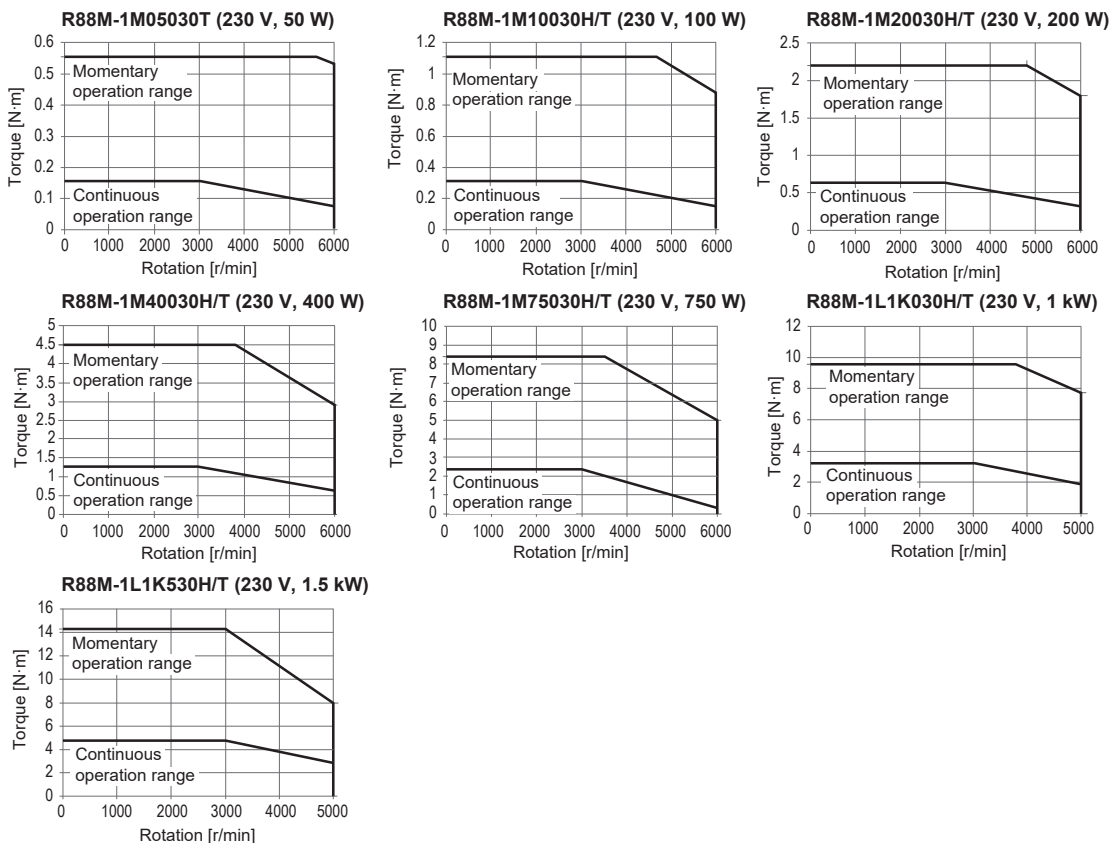 R88M-1M05030T (230 V, 50 W)
0.6
0.5
0.4
0.3
0.2
0.1
0
Torque [N·m]
Momentary
operation range
Continuous
operation range
0 1000 2000 3000 4000 5000 6000
Rotation [r/min]
R88M-1M10030H/T (230 V, 100 W)
1.2
1
0.8
0.6
0.4
0.2
0
Torque [N·m]
Momentary
operation range
Continuous
operation range
0 1000 2000 3000 4000 5000 6000
Rotation [r/min]
R88M-1M20030H/T (230 V, 200 W)
2.5
2
1.5
1
0.5
0
Torque [N·m]
Momentary
operation range
Continuous
operation range
0 1000 2000 3000 4000 5000 6000
Rotation [r/min]
R88M-1M40030H/T (230 V, 400 W)
5
4.5
4
3.5
3
2.5
2
1.5
1
0.5
0
Torque [N·m]
Momentary
operation range
Continuous
operation range
0 1000 2000 3000 4000 5000 6000
Rotation [r/min]
R88M-1M75030H/T (230 V, 750 W)
10
9
8
7
6
5
4
3
2
1
0
Torque [N·m]
Momentary
operation range
Continuous
operation range
0 1000 2000 3000 4000 5000 6000
Rotation [r/min]
R88M-1L1K030H/T (230 V, 1 kW)
12
10
8
6
4
2
0
Torque [N·m]
Momentary
operation range
Continuous
operation range
0 1000 2000 3000 4000 5000
Rotation [r/min]
R88M-1L1K530H/T (230 V, 1.5 kW)
16
14
12
10
8
6
4
2
0
Torque [N·m]
Momentary
operation range
Continuous
operation range
0 1000 2000 3000 4000 5000
Rotation [r/min]